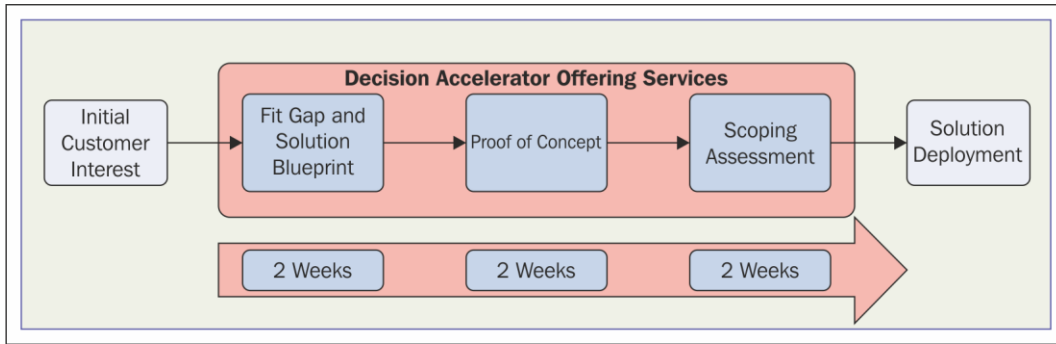 Decision Accelerator Offering Services
Initial
Customer
Interest
Fit Gap and
Solution
Blueprint
Proof of Concept
Scoping
Assessment
Solution
Deployment
2 Weeks
2 Weeks
2 Weeks